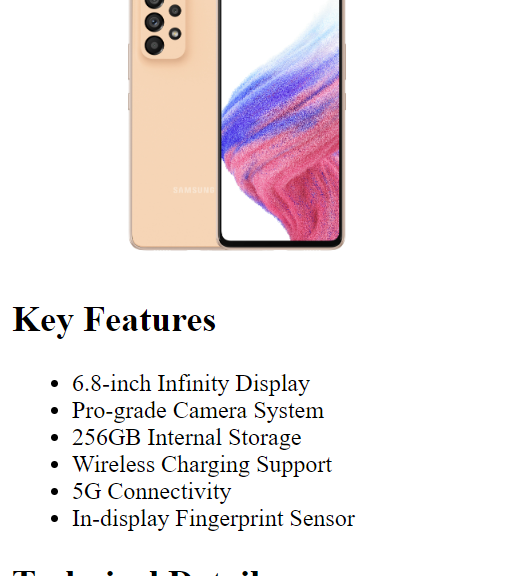 SAMSUNG
Key Features
6.8-inch Infinity Display
Pro-grade Camera System
256GB Internal Storage
Wireless Charging Support
5G Connectivity
In-display Fingerprint Sensor